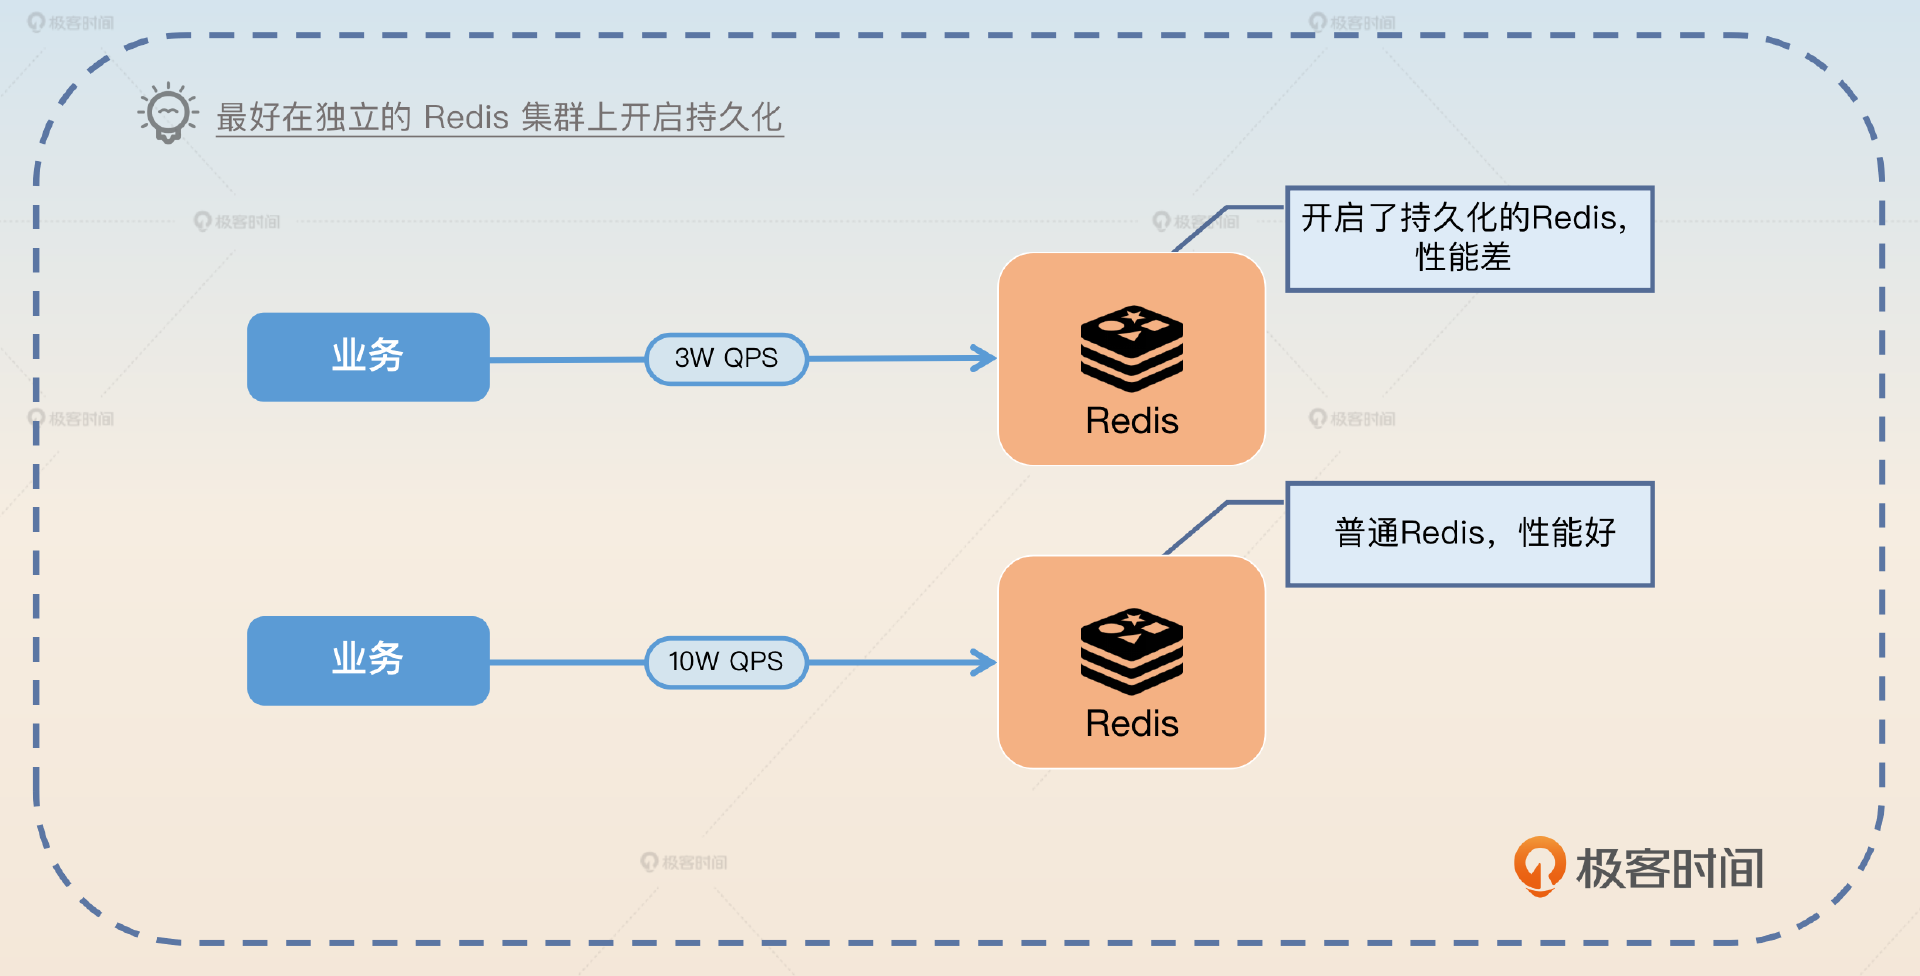 极客时间
极客时间
最好在独立的 Redis 集群上开启持久化
极客时间
极客时间
开启了持久化的Redis,
性能差
业务
3W QPS
Redis
极客时间
极客时间
普通Redis，性能好
业务
10W QPS
Redis
极客时间
极客时间